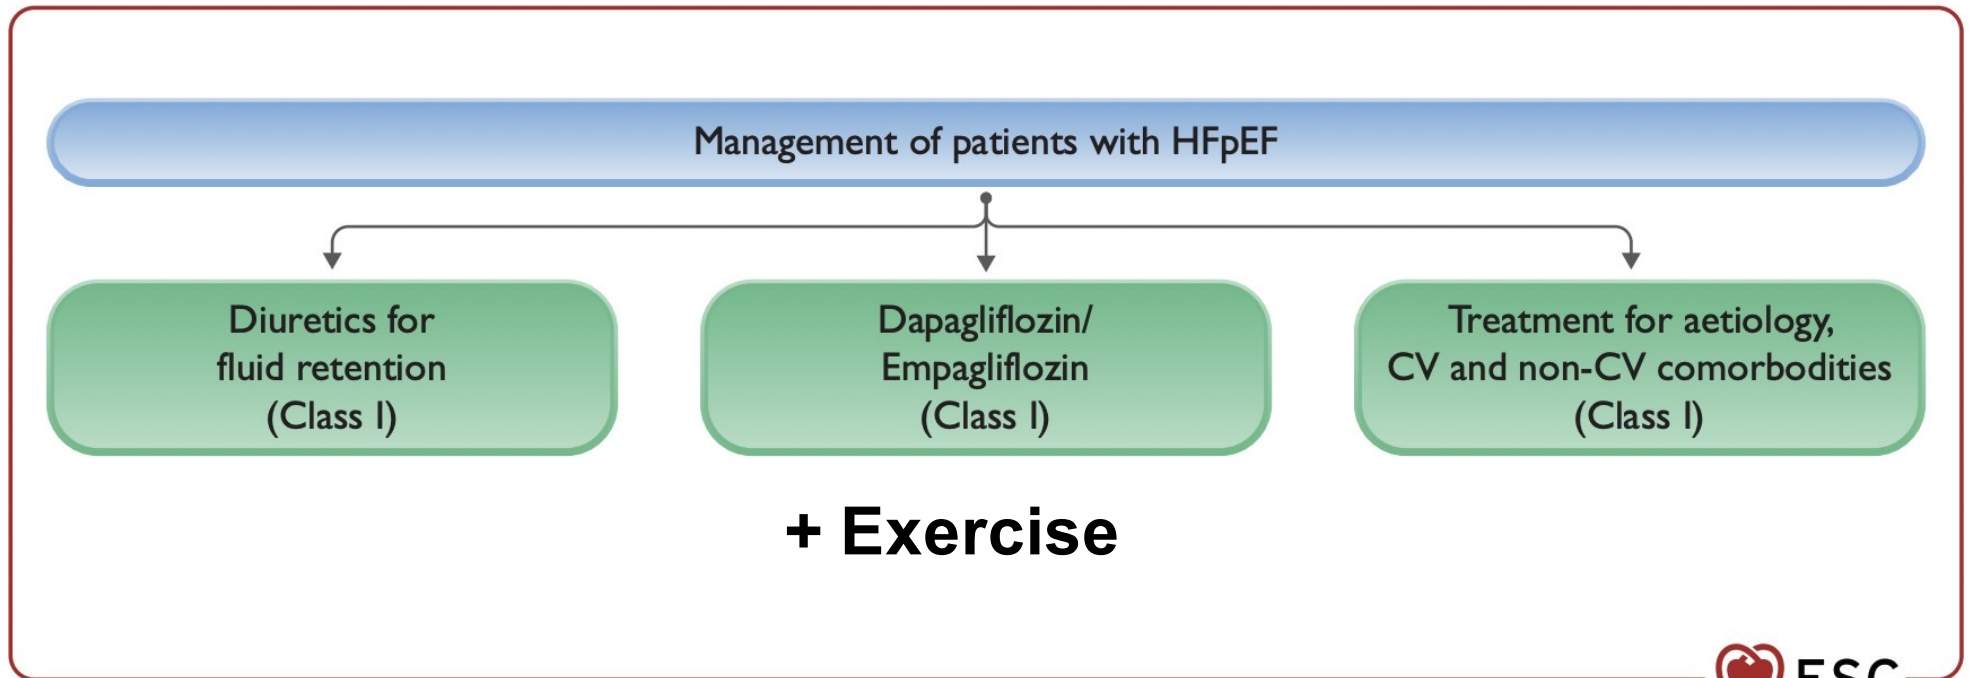 Management of patients with HFpEF
Diuretics for
fluid retention
(Class I)
Dapagliflozin/
Empagliflozin
(Class I)
Treatment for aetiology,
CV and non-CV comorbodities
(Class I)
+ Exercise
ESC